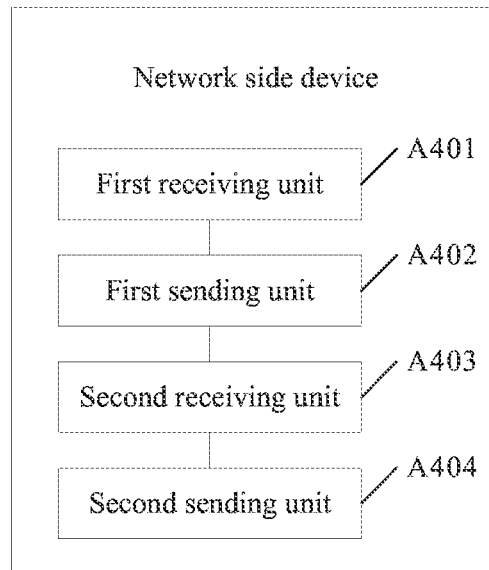 Network side device
A401
First receiving unit
A402
First sending unit
A403
Second receiving unit
A404
Second sending unit